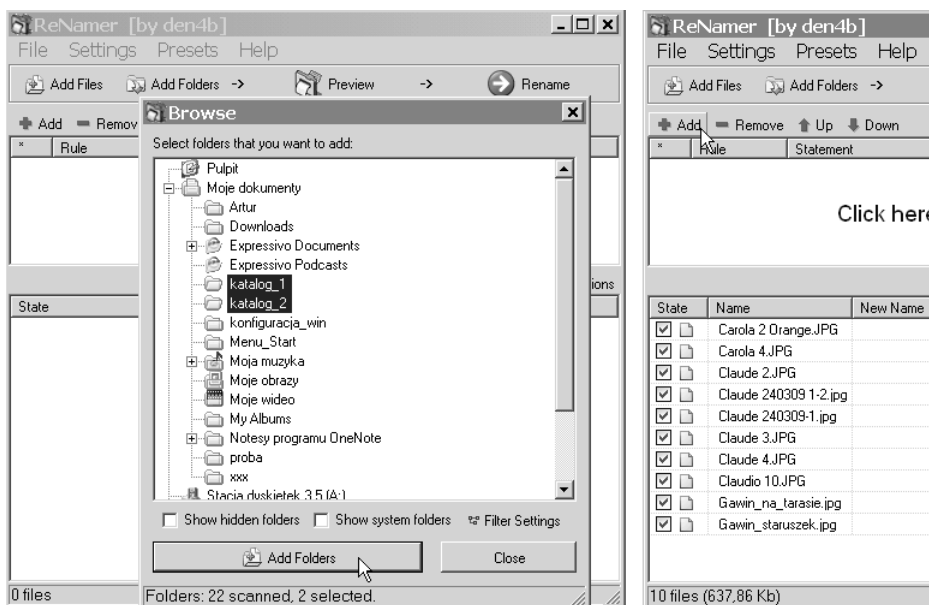 ReNamer [by den4b]
File Settings Presets Help
Add Files Add Folders -> Preview -> Rename
Add Remov
* Rule
ions
State
0 files
Browse
Select folders that you want to add:
Pulpit
Moje dokumenty
Artur
Downloads
Expressivo Documents
Expressivo Podcasts
katalog_1
katalog_2
konfiguracja_win
Menu_Start
Moja muzyka
Moje obrazy
Moje wideo
My Albums
Notesy programu OneNote
proba
xxx
Stacja dyskietek 3,5 (A:)
Show hidden folders Show system folders Filter Settings
Add Folders Close
Folders: 22 scanned, 2 selected.
ReNamer [by den4b]
File Settings Presets Help
Add Files Add Folders ->
Add Remove Up Down
* Rule Statement
Click here
State Name New Name
Carola 2 Orange.JPG
Carola 4.JPG
Claude 2.JPG
Claude 240309 1-2.jpg
Claude 240309-1.jpg
Claude 3.JPG
Claude 4.JPG
Claudio 10.JPG
Gawin_na_tarasie.jpg
Gawin_staruszek.jpg
10 files (637,86 Kb)